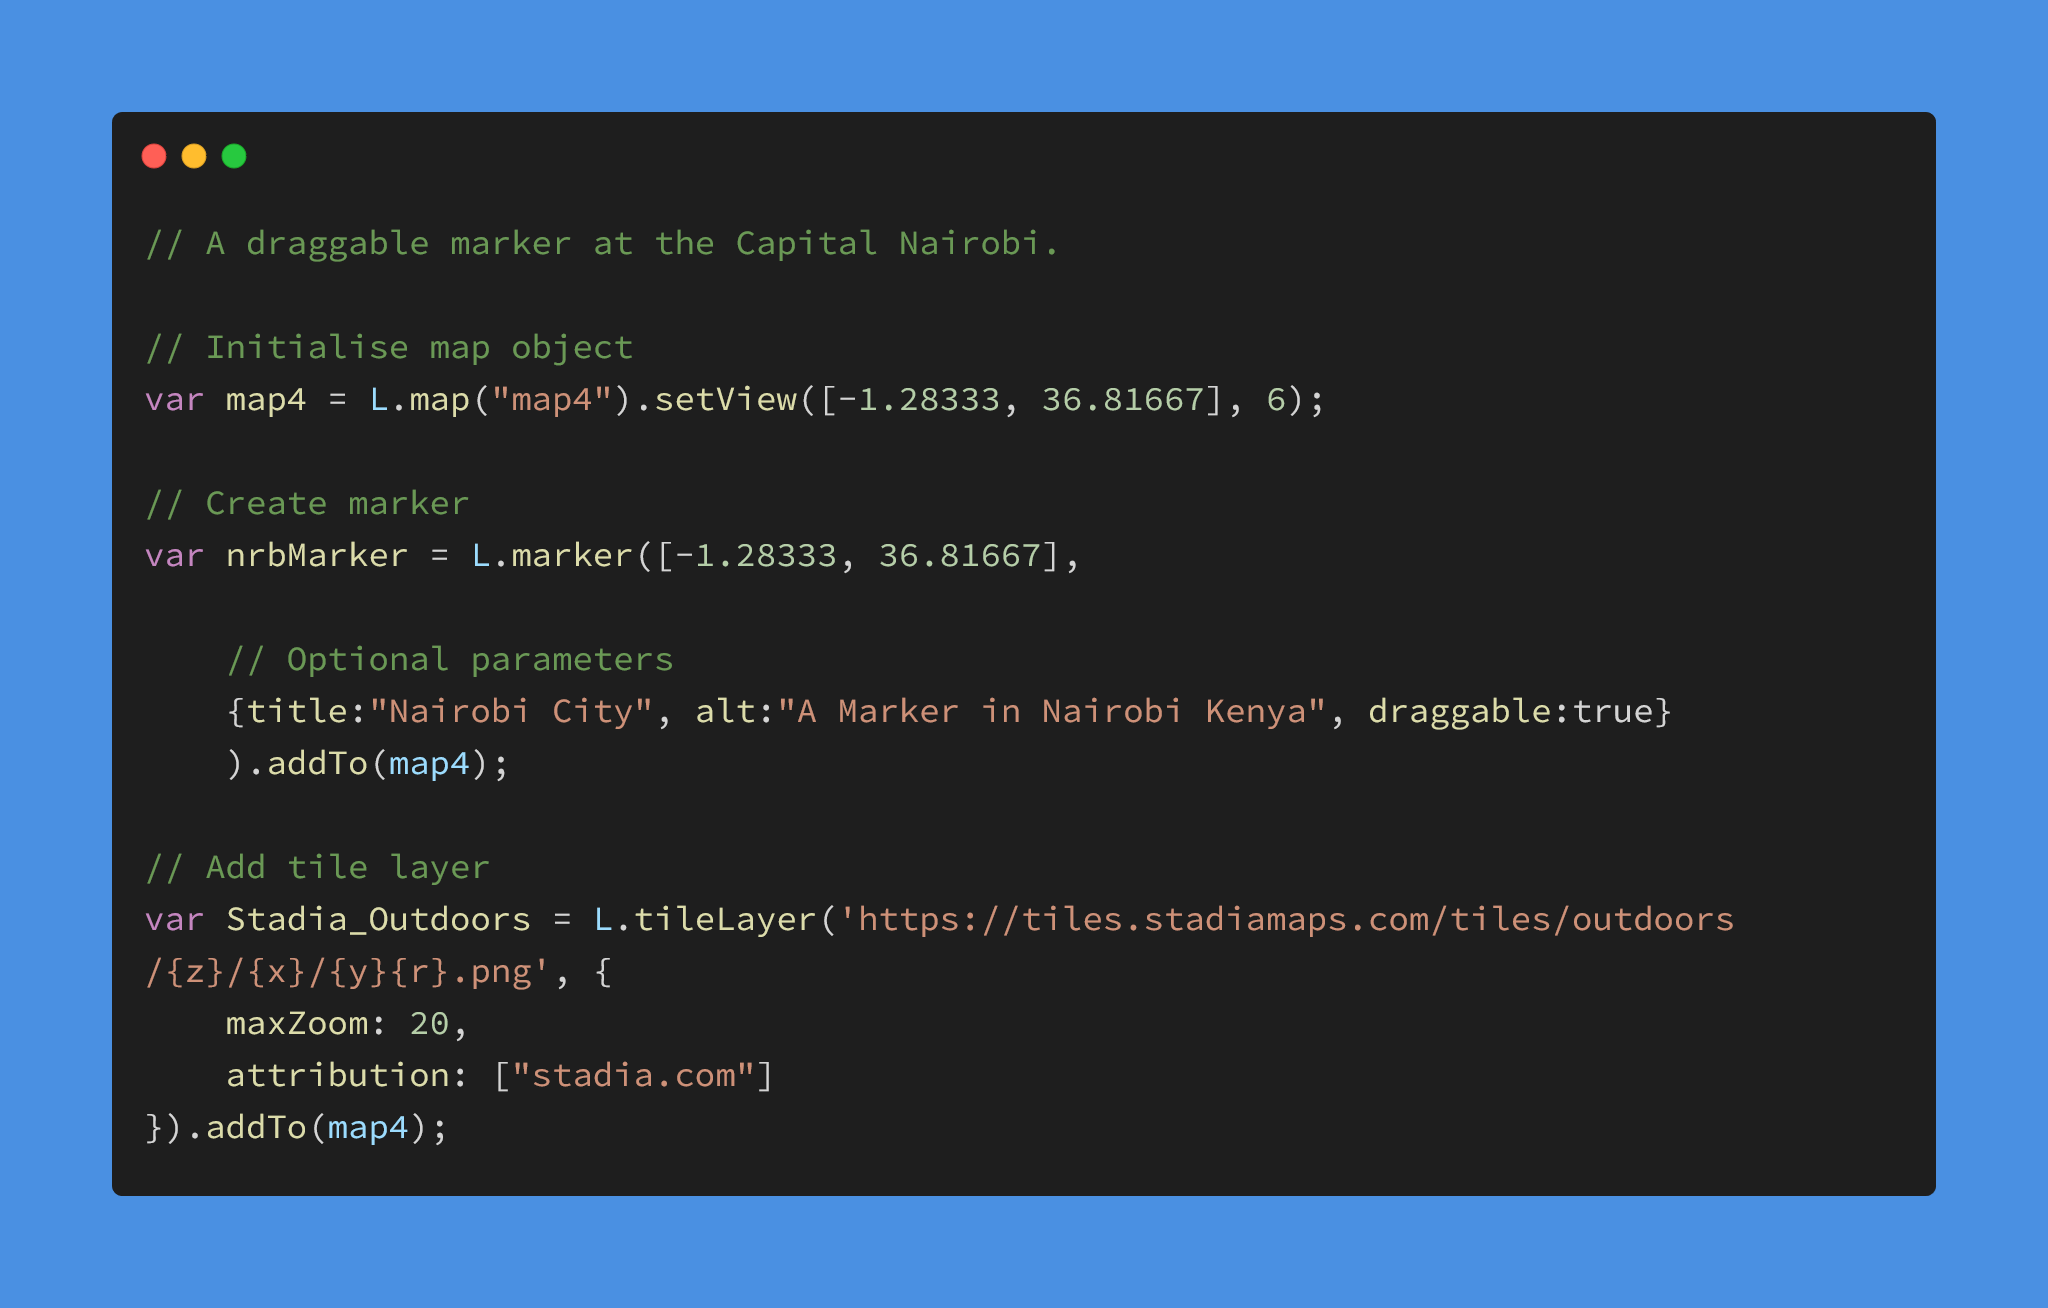 // A draggable marker at the Capital Nairobi.
// Initialise map object
var map4 = L.map("map4").setView([-1.28333, 36.81667], 6);
// Create marker
var nrbMarker = L.marker([-1.28333, 36.81667],
    // Optional parameters
    {title:"Nairobi City", alt:"A Marker in Nairobi Kenya", draggable:true}
    ).addTo(map4);
// Add tile layer
var Stadia_Outdoors = L.tileLayer('https://tiles.stadiamaps.com/tiles/outdoors
/{z}/{x}/{y}{r}.png', {
    maxZoom: 20,
    attribution: ["stadia.com"]
}).addTo(map4);